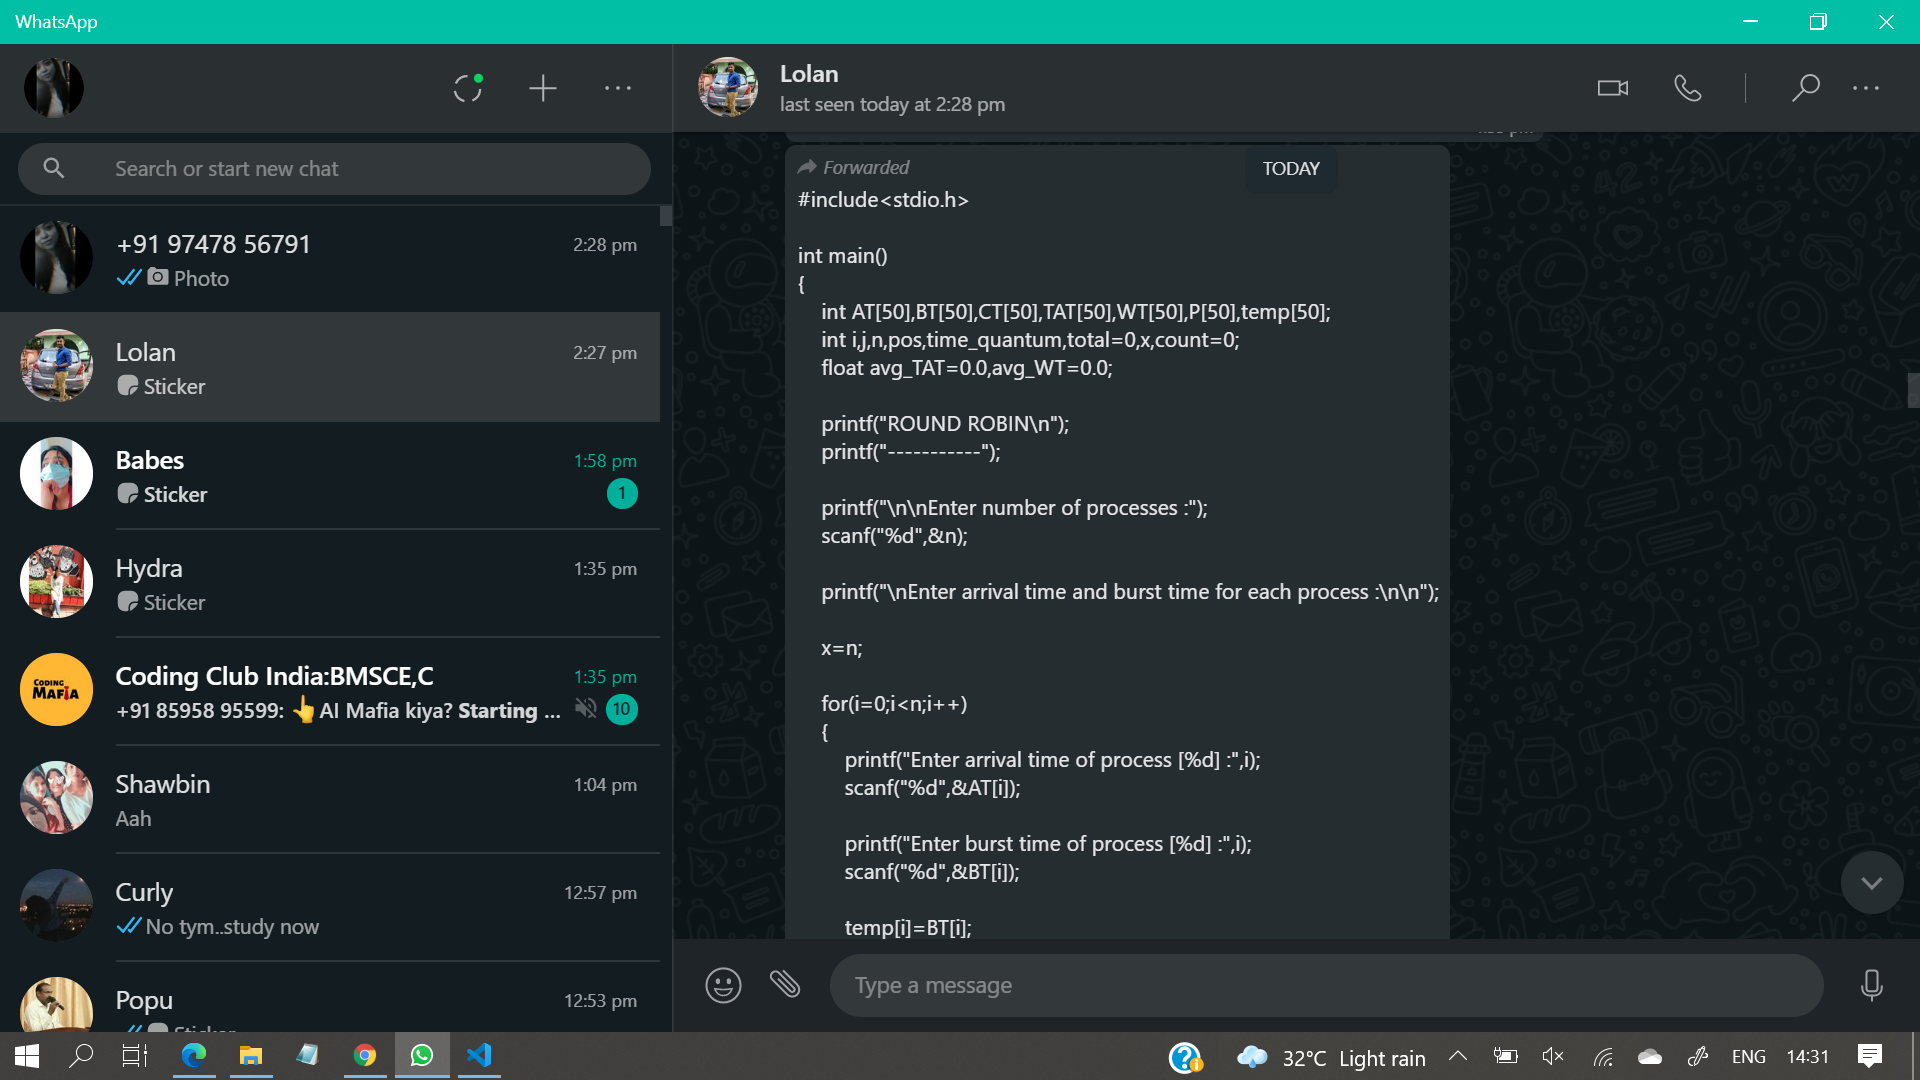 WhatsApp
Search or start new chat
+91 97478 56791
2:28 pm
Photo
Lolan
2:27 pm
Sticker
Babes
1:58 pm
Sticker
1
Hydra
1:35 pm
Sticker
CODING
MAFIA
Coding Club India:BMSCE,C
1:35 pm
+91 85958 95599: 👆AI Mafia kiya? Starting ...
10
Shawbin
1:04 pm
Aah
Curly
12:57 pm
No tym..study now
Popu
12:53 pm
Sticker
Lolan
last seen today at 2:28 pm
Forwarded
TODAY
#include<stdio.h>
int main()
{
int AT[50],BT[50],CT[50],TAT[50],WT[50],P[50],temp[50];
int i,j,n,pos,time_quantum,total=0,x,count=0;
float avg_TAT=0.0,avg_WT=0.0;
printf("ROUND ROBIN\n");
printf("-----------");
printf("\n\nEnter number of processes :");
scanf("%d",&n);
printf("\nEnter arrival time and burst time for each process :\n\n");
x=n;
for(i=0;i<n;i++)
{
printf("Enter arrival time of process [%d] :",i);
scanf("%d",&AT[i]);
printf("Enter burst time of process [%d] :",i);
scanf("%d",&BT[i]);
temp[i]=BT[i];
Type a message
32°C Light rain
ENG
14:31